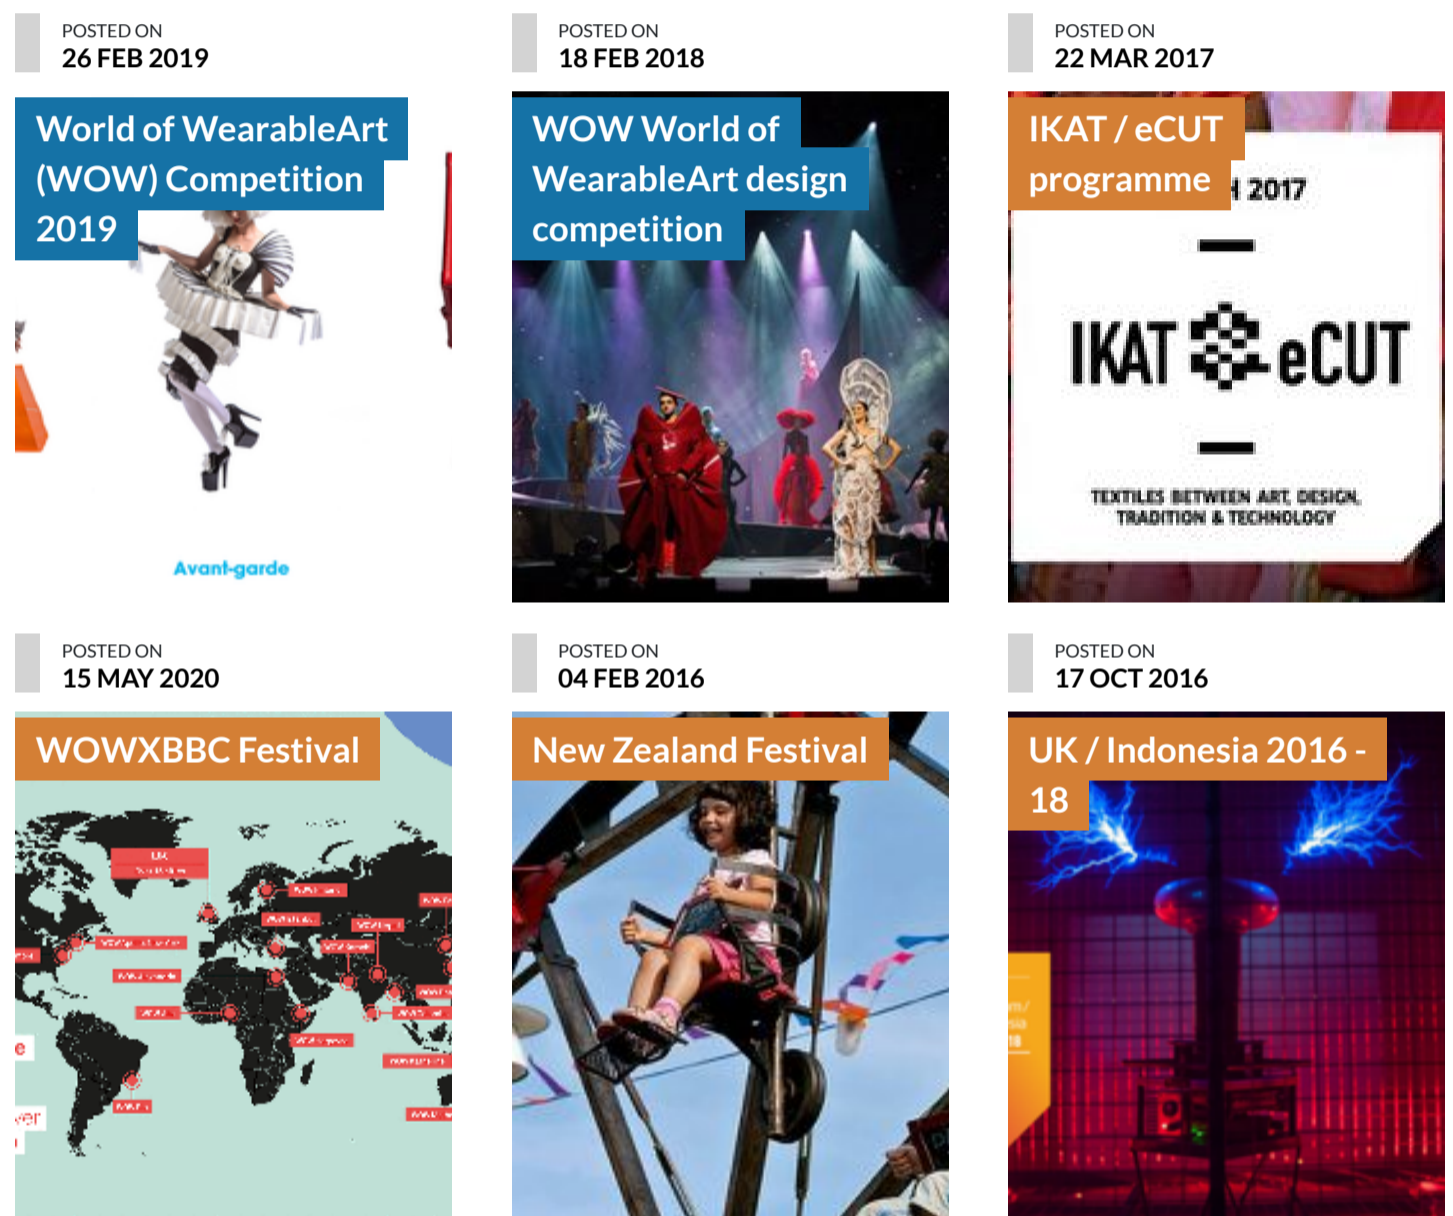 POSTED ON
26 FEB 2019
World of WearableArt
(WOW) Competition
2019
Avant-garde
POSTED ON
18 FEB 2018
WOW World of
WearableArt design
competition
POSTED ON
22 MAR 2017
IKAT / eCUT
programme
H 2017
IKAT eCUT
TEXTILES BETWEEN ART, DESIGN,
TRADITION & TECHNOLOGY
POSTED ON
15 MAY 2020
WOWXBBC Festival
UK
POSTED ON
04 FEB 2016
New Zealand Festival
POSTED ON
17 OCT 2016
UK / Indonesia 2016 -
18
18